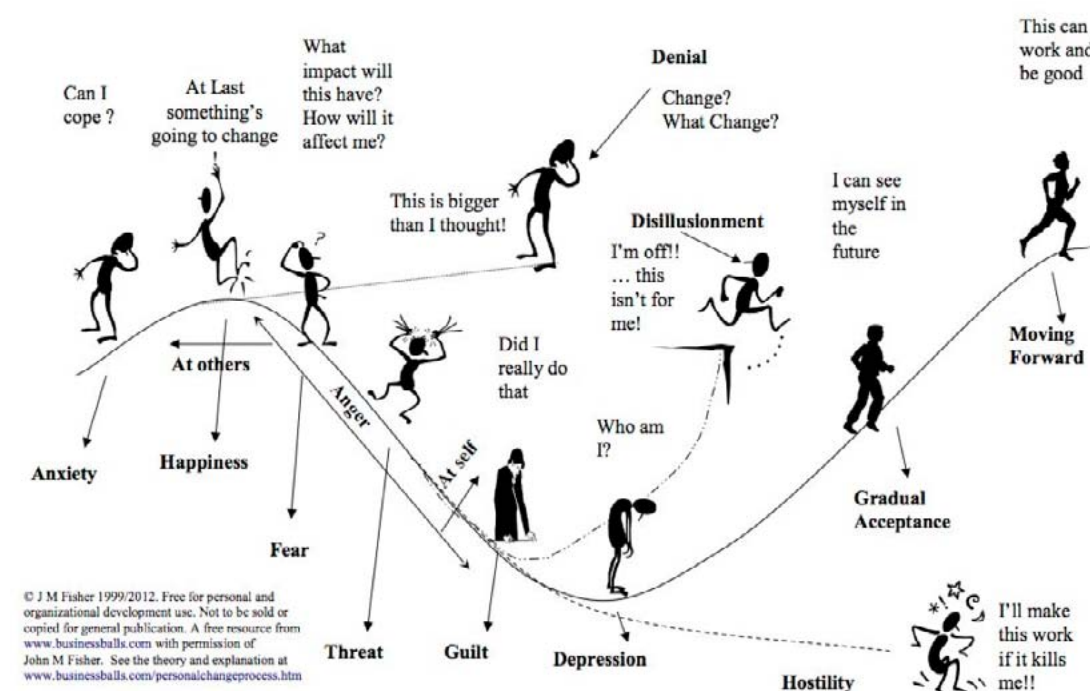 Can I
cope ?
At Last
something's
going to change
What
impact will
this have?
How will it
affect me?
Denial
Change?
What Change?
This can
work and
be good
This is bigger
than I thought!
Disillusionment
I'm off!!
... this
isn't for
me!
I can see
myself in
the
future
?
At others
Anger
Did I
really do
that
At self
Who am
I?
Moving
Forward
Anxiety
Happiness
Fear
Gradual
Acceptance
Threat
Guilt
Depression
Hostility
I'll make
this work
if it kills
me!!
© J M Fisher 1999/2012. Free for personal and
organizational development use. Not to be sold or
copied for general publication. A free resource from
www.businessballs.com with permission of
John M Fisher. See the theory and explanation at
www.businessballs.com/personalchangeprocess.htm